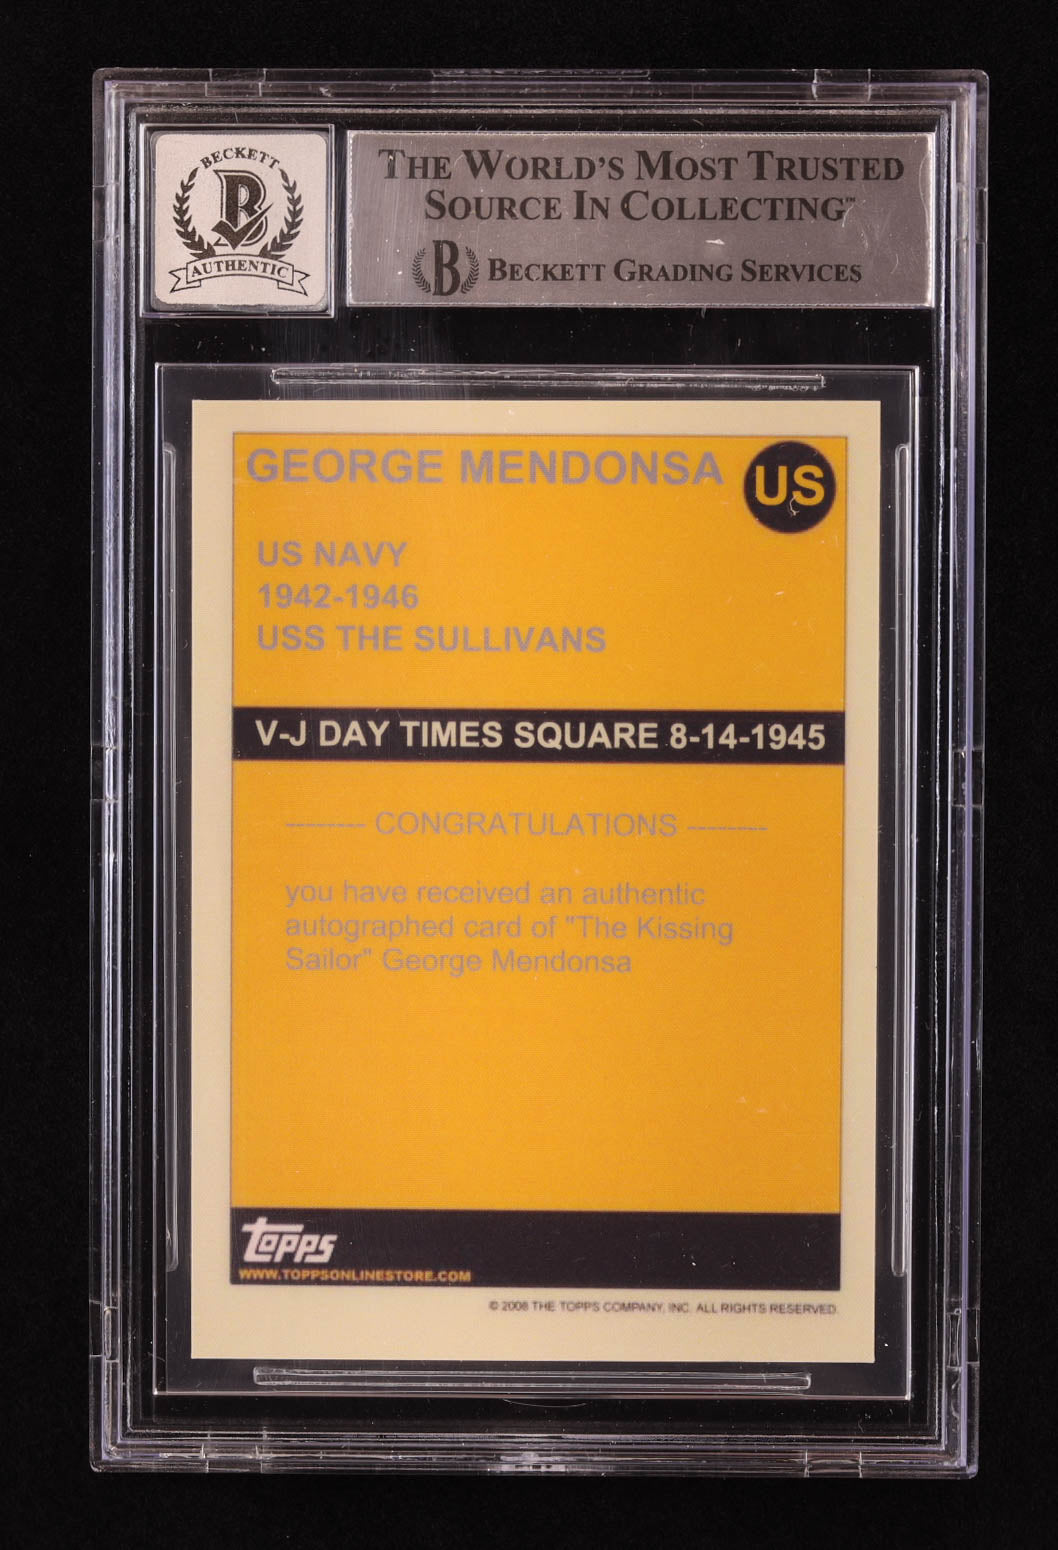 BECKETT
B
AUTHENTIC
THE WORLD'S MOST TRUSTED
SOURCE IN COLLECTING™
B BECKETT GRADING SERVICES
GEORGE MENDONSA
US
US NAVY
1942-1946
USS THE SULLIVANS
V-J DAY TIMES SQUARE 8-14-1945
-------- CONGRATULATIONS --------
you have received an authentic
autographed card of "The Kissing
Sailor" George Mendonsa
topps
WWW.TOPPSONLINESTORE.COM
© 2008 THE TOPPS COMPANY, INC. ALL RIGHTS RESERVED.